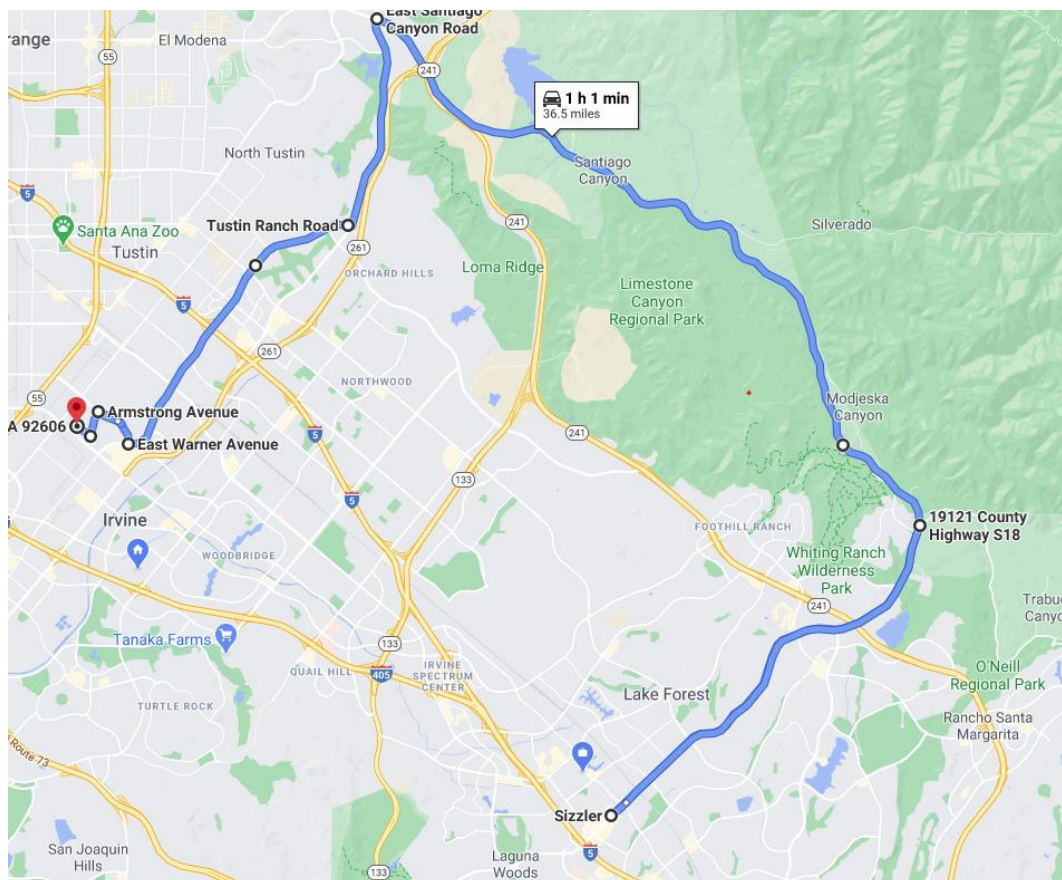 East Santiago
Canyon Road
range
El Modena
55
241
1 h 1 min
36.5 miles
North Tustin
Santiago
Canyon
5
Tustin Ranch Road
241
Silverado
Santa Ana Zoo
Tustin
261
ORCHARD HILLS
Loma Ridge
Limestone
Canyon
Regional Park
5
261
NORTHWOOD
55
Armstrong Avenue
Modjeska
Canyon
A 92606
East Warner Avenue
5
241
133
Irvine
5
FOOTHILL RANCH
19121 County
Highway S18
WOODBRIDGE
Whiting Ranch
Wilderness
Park
241
Trabuc
Canyo
Tanaka Farms
133
QUAIL HILL
405
IRVINE
SPECTRUM
CENTER
O'Neill
Regional Park
TURTLE ROCK
Lake Forest
Rancho Santa
Margarita
Route 73
Sizzler
San Joaquin
Hills
Laguna
Woods
5
133